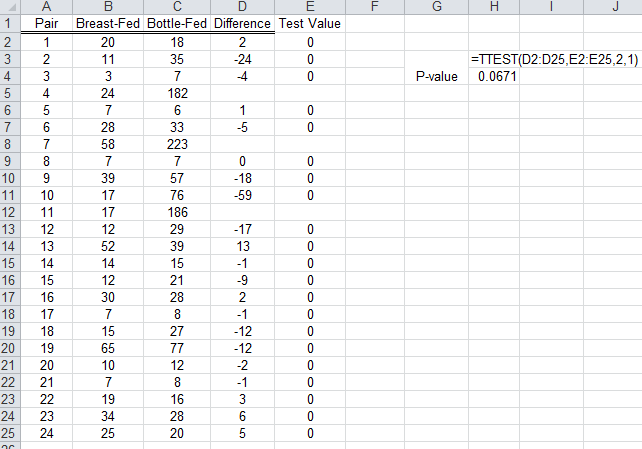 A B C D E F G H I J
1 Pair Breast-Fed Bottle-Fed Difference Test Value
2 1 20 18 2 0
3 2 11 35 -24 0 =TTEST(D2:D25,E2:E25,2,1)
4 3 3 7 -4 0 P-value 0.0671
5 4 24 182
6 5 7 6 1 0
7 6 28 33 -5 0
8 7 58 223
9 8 7 7 0 0
10 9 39 57 -18 0
11 10 17 76 -59 0
12 11 17 186
13 12 12 29 -17 0
14 13 52 39 13 0
15 14 14 15 -1 0
16 15 12 21 -9 0
17 16 30 28 2 0
18 17 7 8 -1 0
19 18 15 27 -12 0
20 19 65 77 -12 0
21 20 10 12 -2 0
22 21 7 8 -1 0
23 22 19 16 3 0
24 23 34 28 6 0
25 24 25 20 5 0